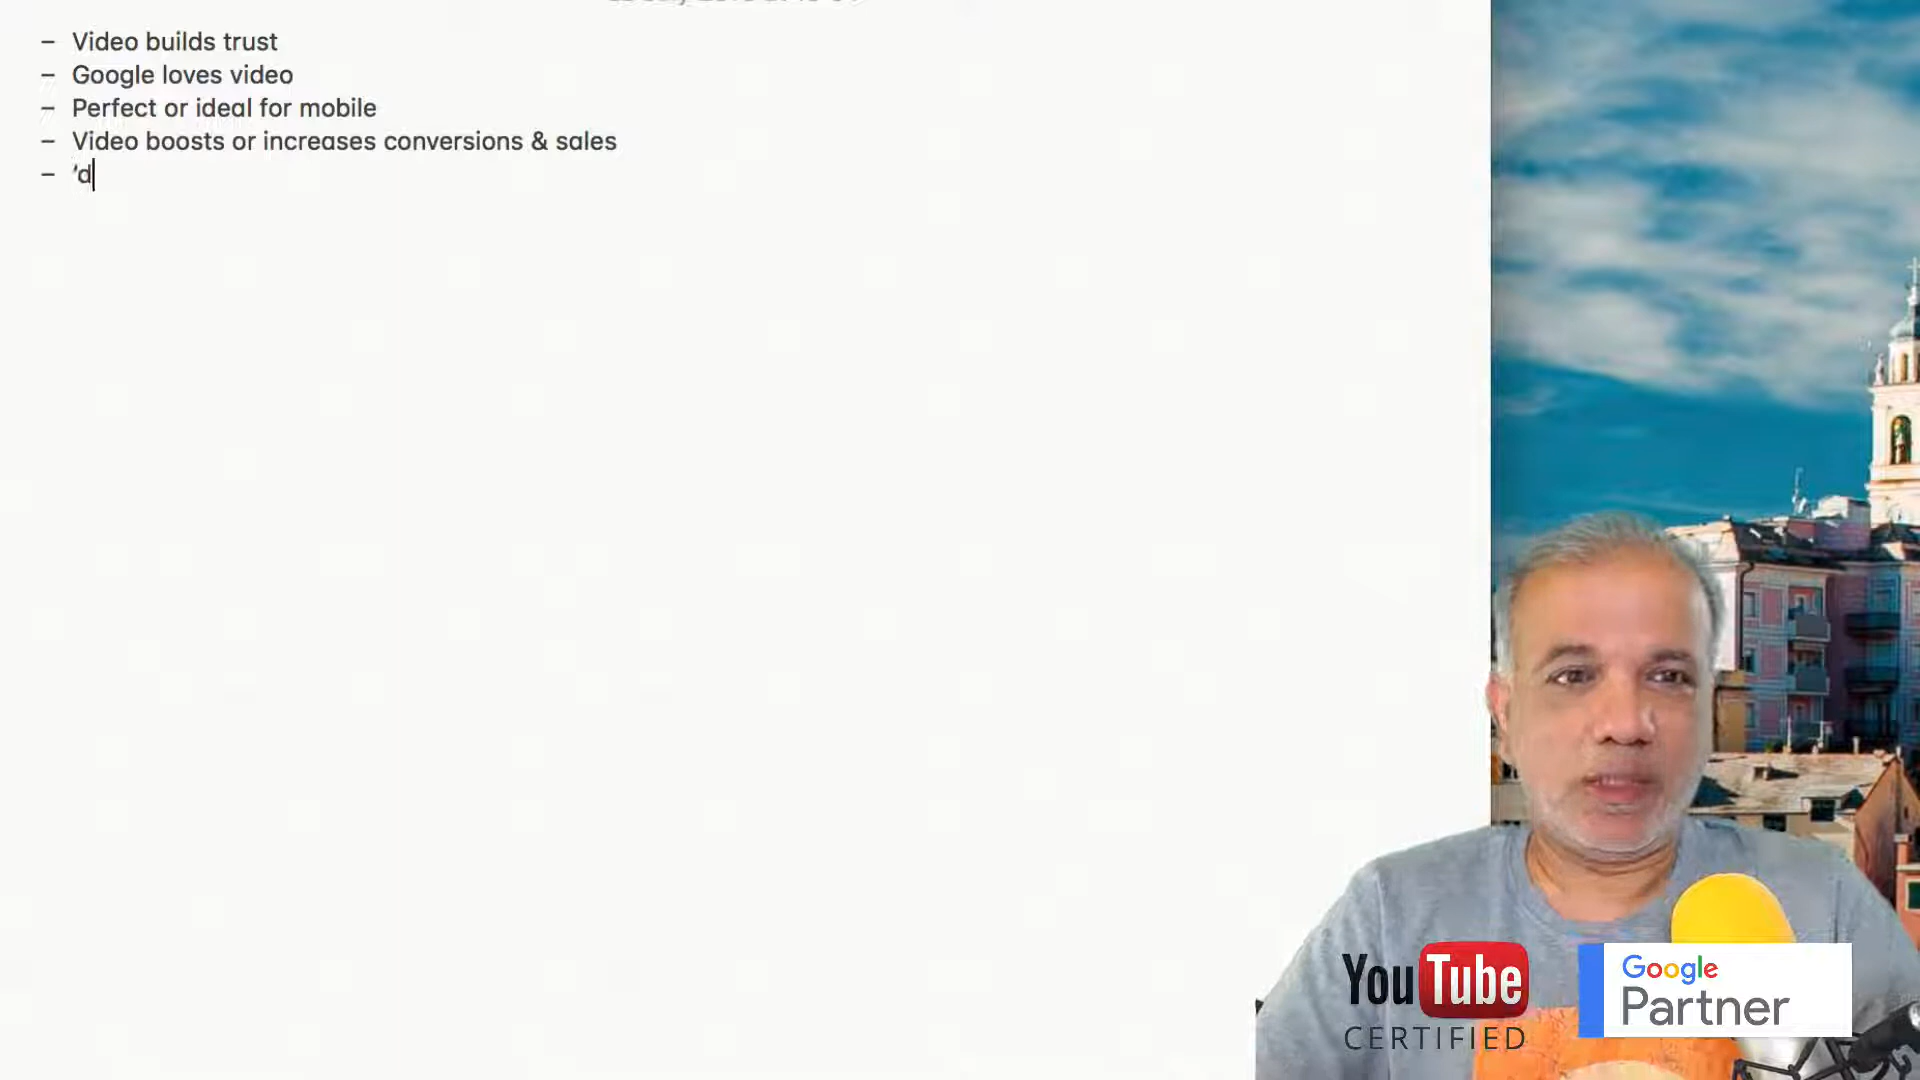 – Video builds trust
– Google loves video
– Perfect or ideal for mobile
– Video boosts or increases conversions & sales
– ‘d
YouTube
CERTIFIED
Google
Partner